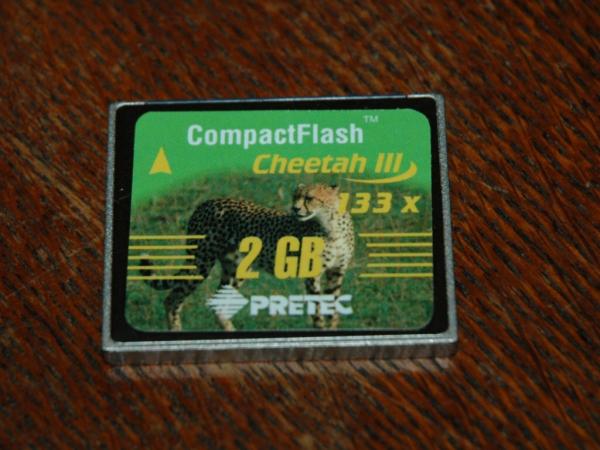 CompactFlash™
Cheetah III
133 x
2 GB
PRETEC